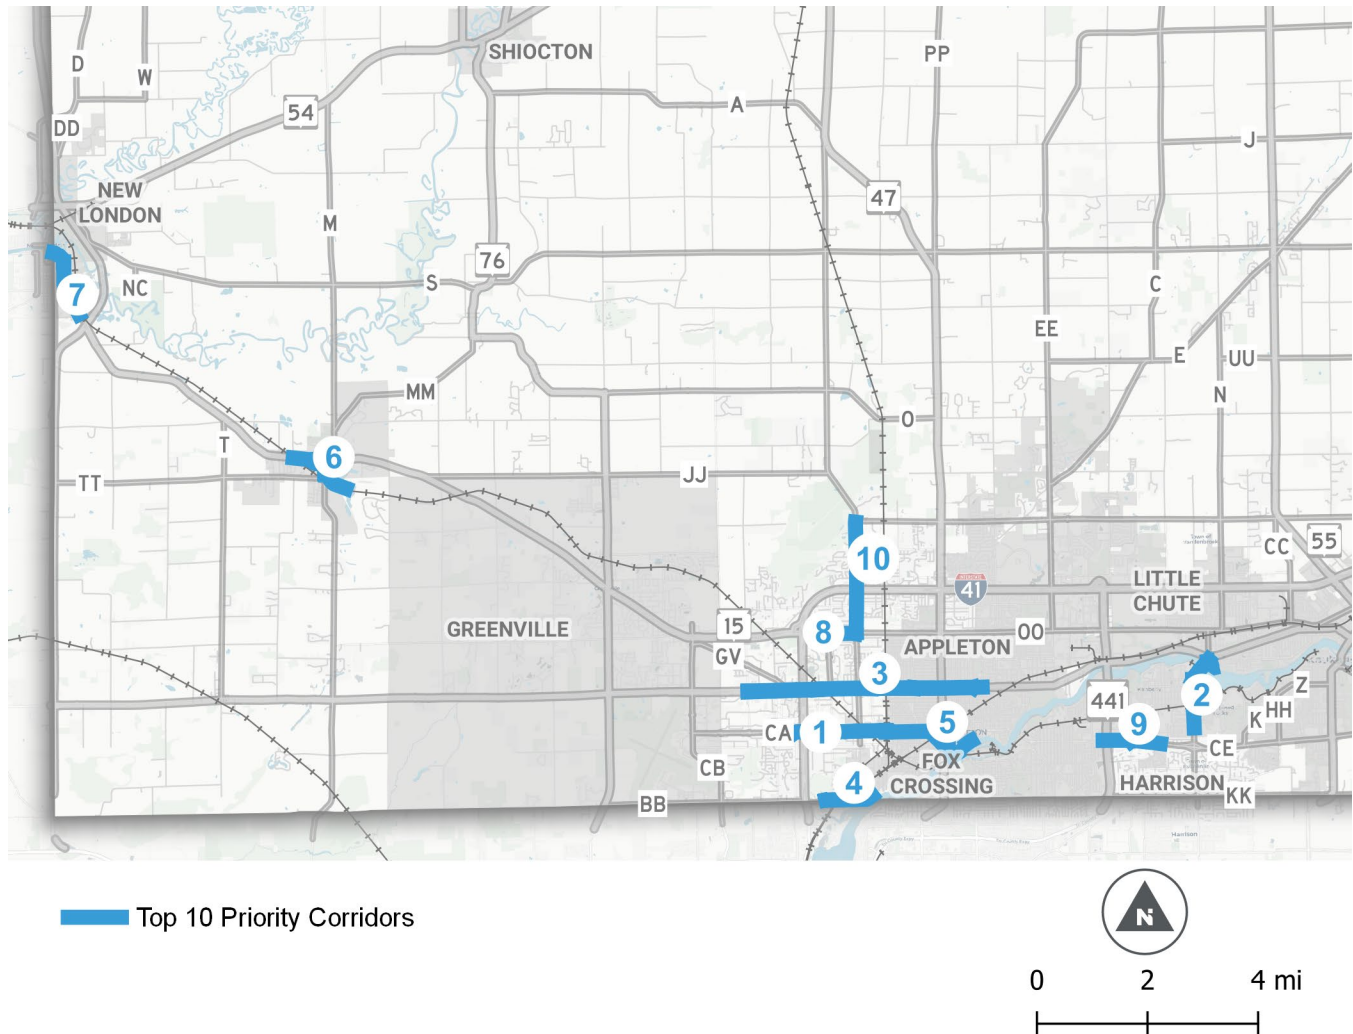 SHIOCTON
PP
D
W
A
54
DD
J
NEW
LONDON
47
M
76
S
C
NC
7
EE
E
UU
MM
N
O
T
6
JJ
TT
10
CC
55
41
LITTLE
CHUTE
15
8
GREENVILLE
OO
APPLETON
GV
3
2
Z
441
HH
K
CA
1
5
9
CE
CB
FOX
CROSSING
4
HARRISON
BB
KK
Top 10 Priority Corridors
N
0 2 4 mi